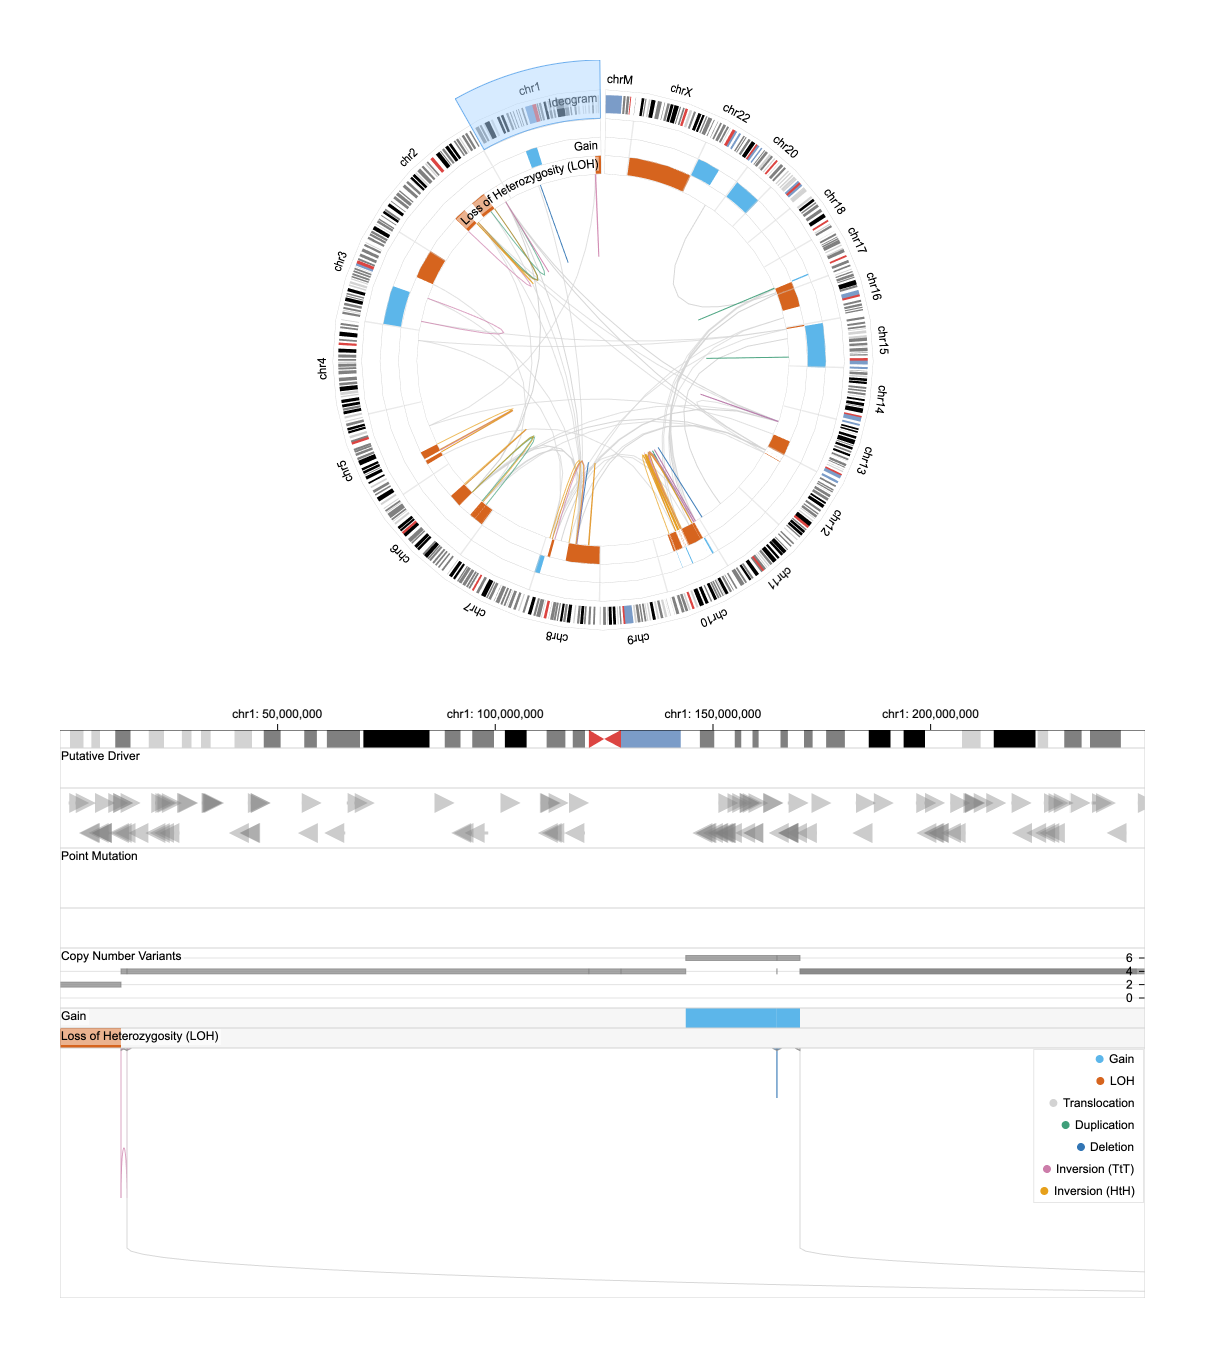 chrM
chrX
chr22
chr20
chr18
chr17
chr16
chr15
chr14
chr13
chr12
chr11
chr10
chr9
chr8
chr7
chr6
chr5
chr4
chr3
chr2
chr1
Ideogram
Gain
Loss of Heterozygosity (LOH)
chr1: 50,000,000 chr1: 100,000,000 chr1: 150,000,000 chr1: 200,000,000
Putative Driver
Point Mutation
Copy Number Variants
6
4
2
0
Gain
Loss of Heterozygosity (LOH)
Gain
LOH
Translocation
Duplication
Deletion
Inversion (TtT)
Inversion (HtH)